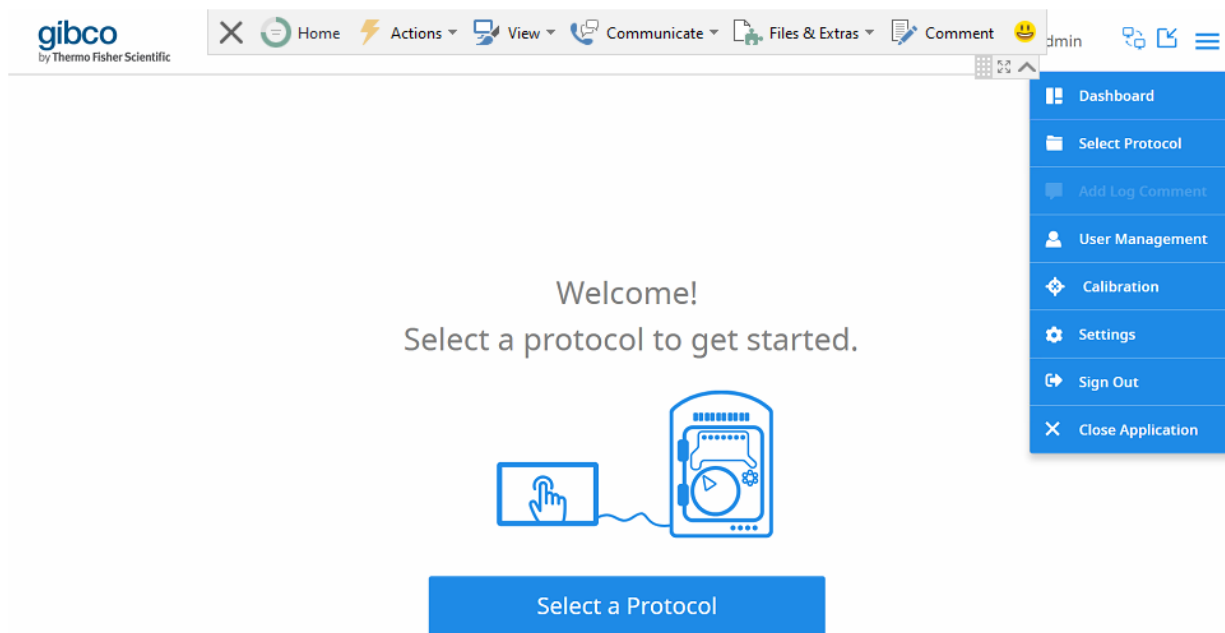 gibco
by Thermo Fisher Scientific
Home Actions View Communicate Files & Extras Comment
dmin
Dashboard
Select Protocol
Add Log Comment
User Management
Calibration
Settings
Sign Out
Close Application
Welcome!
Select a protocol to get started.
Select a Protocol